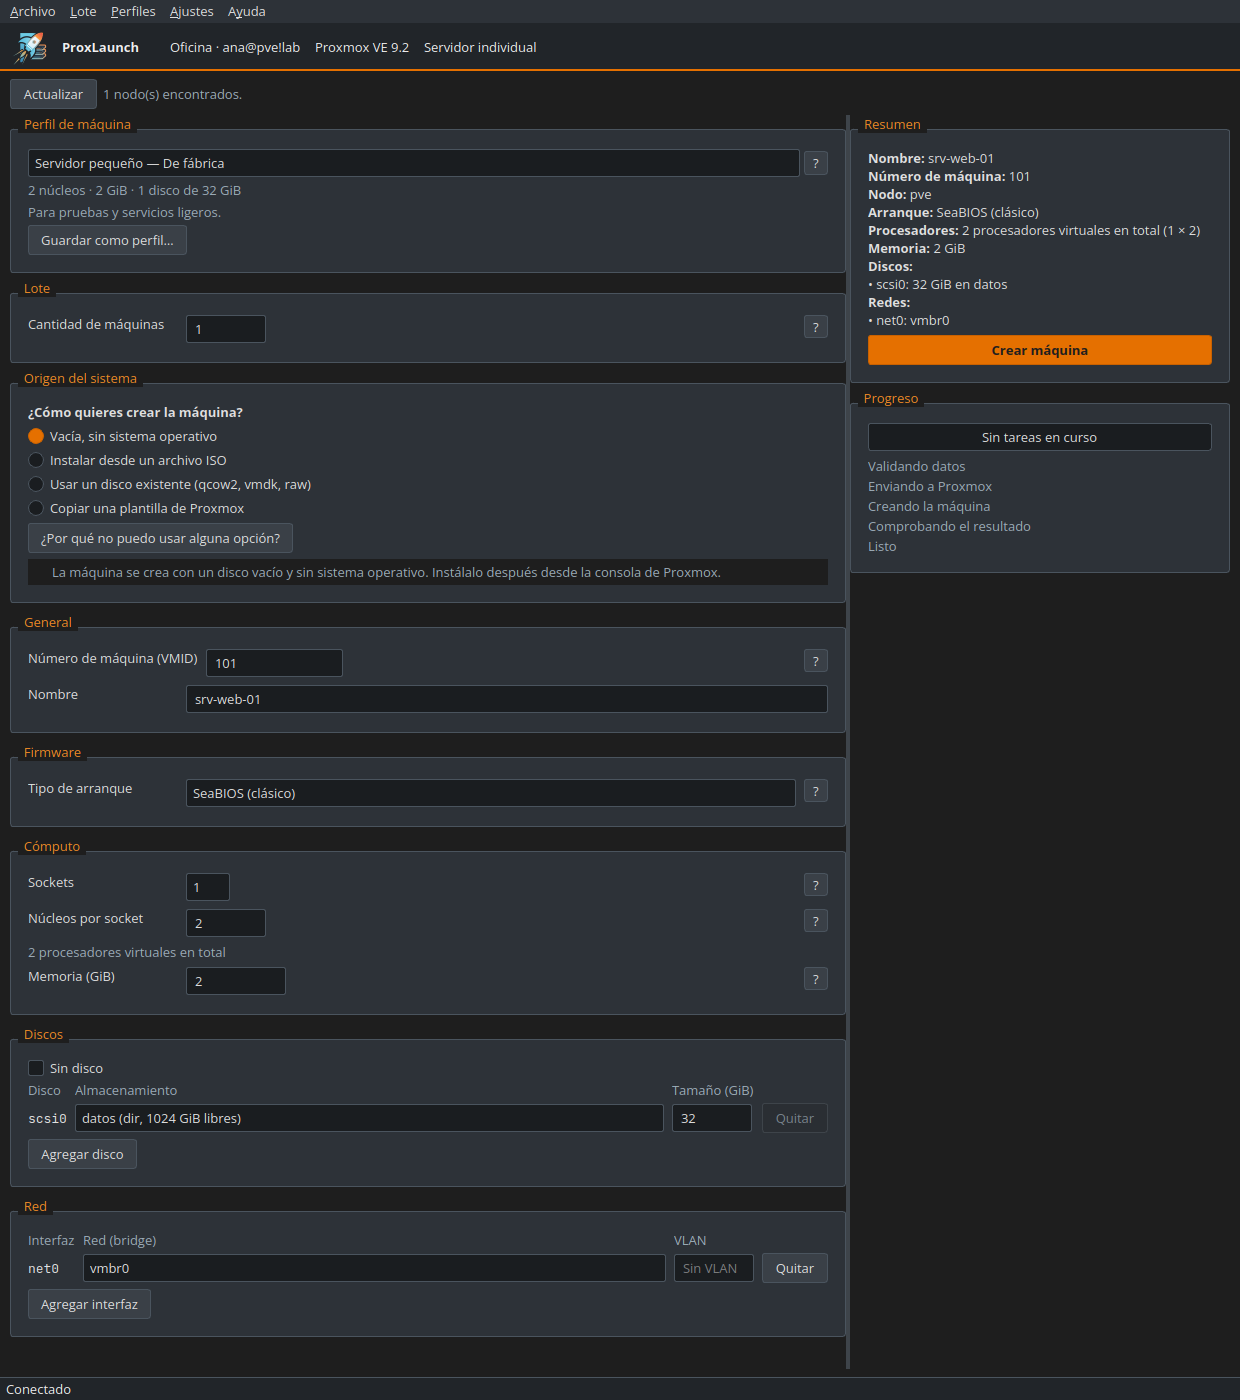 Archivo Lote Perfiles Ajustes Ayuda
ProxLaunch Oficina · ana@pve!lab Proxmox VE 9.2 Servidor individual
Actualizar 1 nodo(s) encontrados.
Perfil de máquina
Servidor pequeño — De fábrica ?
2 núcleos · 2 GiB · 1 disco de 32 GiB
Para pruebas y servicios ligeros.
Guardar como perfil...
Lote
Cantidad de máquinas 1 ?
Origen del sistema
¿Cómo quieres crear la máquina?
Vacía, sin sistema operativo
Instalar desde un archivo ISO
Usar un disco existente (qcow2, vmdk, raw)
Copiar una plantilla de Proxmox
¿Por qué no puedo usar alguna opción?
La máquina se crea con un disco vacío y sin sistema operativo. Instálalo después desde la consola de Proxmox.
General
Número de máquina (VMID) 101 ?
Nombre srv-web-01
Firmware
Tipo de arranque SeaBIOS (clásico) ?
Cómputo
Sockets 1 ?
Núcleos por socket 2 ?
2 procesadores virtuales en total
Memoria (GiB) 2 ?
Discos
Sin disco
Disco Almacenamiento Tamaño (GiB)
scsi0 datos (dir, 1024 GiB libres) 32 Quitar
Agregar disco
Red
Interfaz Red (bridge) VLAN
net0 vmbr0 Sin VLAN Quitar
Agregar interfaz
Resumen
Nombre: srv-web-01
Número de máquina: 101
Nodo: pve
Arranque: SeaBIOS (clásico)
Procesadores: 2 procesadores virtuales en total (1 × 2)
Memoria: 2 GiB
Discos:
• scsi0: 32 GiB en datos
Redes:
• net0: vmbr0
Crear máquina
Progreso
Sin tareas en curso
Validando datos
Enviando a Proxmox
Creando la máquina
Comprobando el resultado
Listo
Conectado